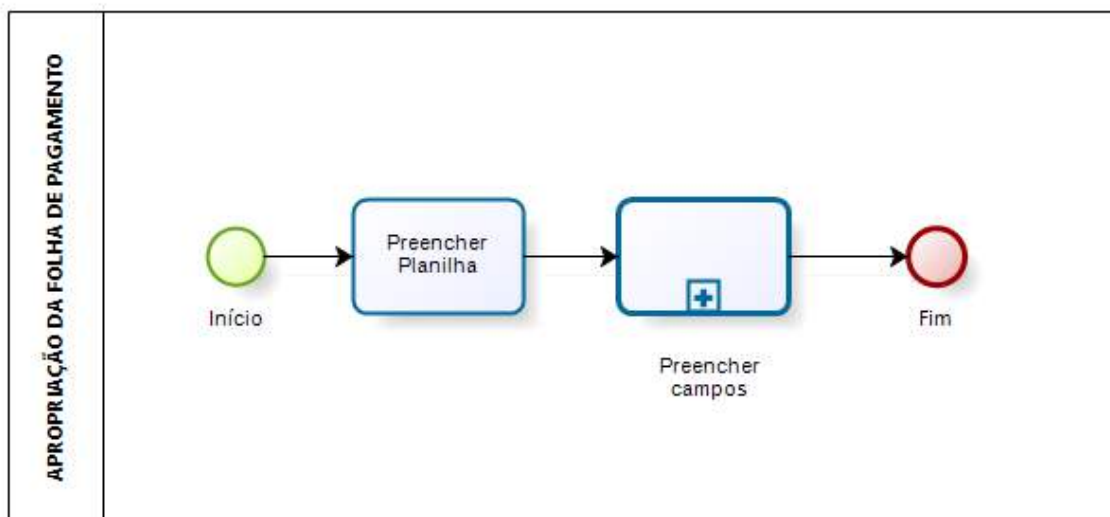 APROPRIAÇÃO DA FOLHA DE PAGAMENTO
Início
Preencher
Planilha
Preencher
campos
Fim